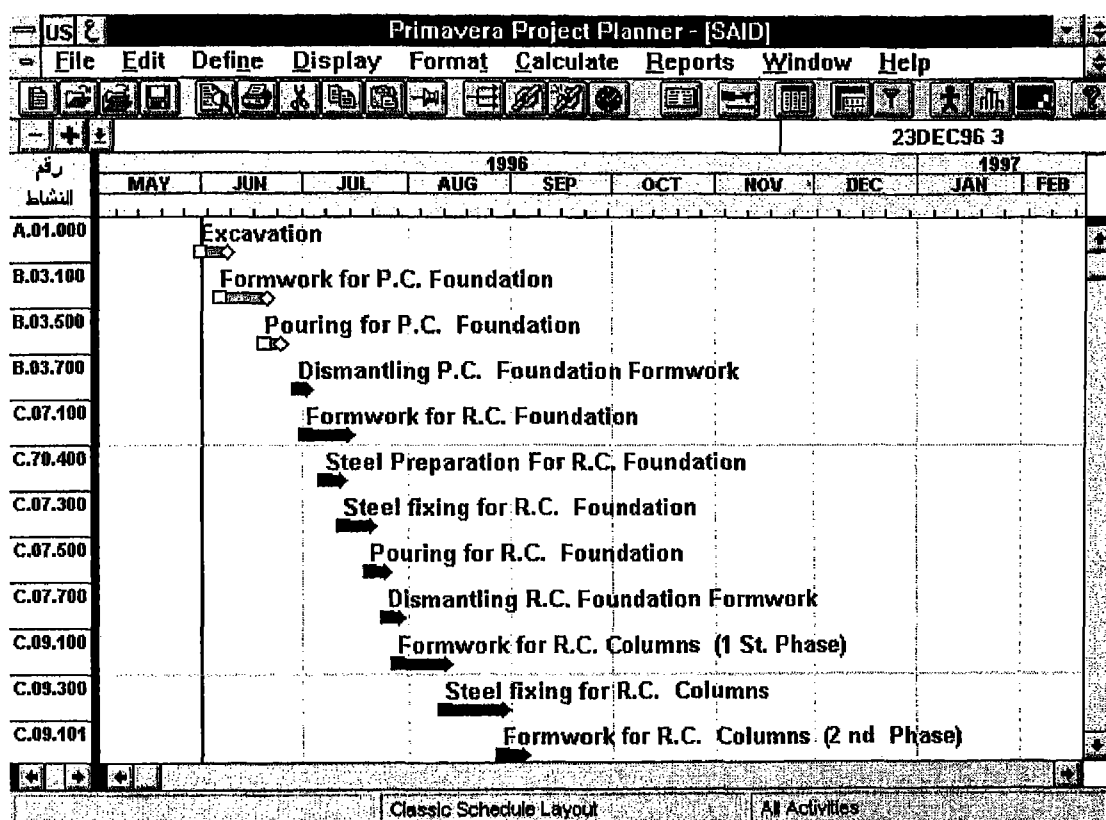 US ع Primavera Project Planner - [SAID]
File Edit Define Display Format Calculate Reports Window Help
23DEC96 3
رقم
النشاط
1996 1997
MAY JUN JUL AUG SEP OCT NOV DEC JAN FEB
A.01.000 Excavation
B.03.100 Formwork for P.C. Foundation
B.03.500 Pouring for P.C. Foundation
B.03.700 Dismantling P.C. Foundation Formwork
C.07.100 Formwork for R.C. Foundation
C.70.400 Steel Preparation For R.C. Foundation
C.07.300 Steel fixing for R.C. Foundation
C.07.500 Pouring for R.C. Foundation
C.07.700 Dismantling R.C. Foundation Formwork
C.09.100 Formwork for R.C. Columns (1 St. Phase)
C.09.300 Steel fixing for R.C. Columns
C.09.101 Formwork for R.C. Columns (2 nd Phase)
Classic Schedule Layout All Activities